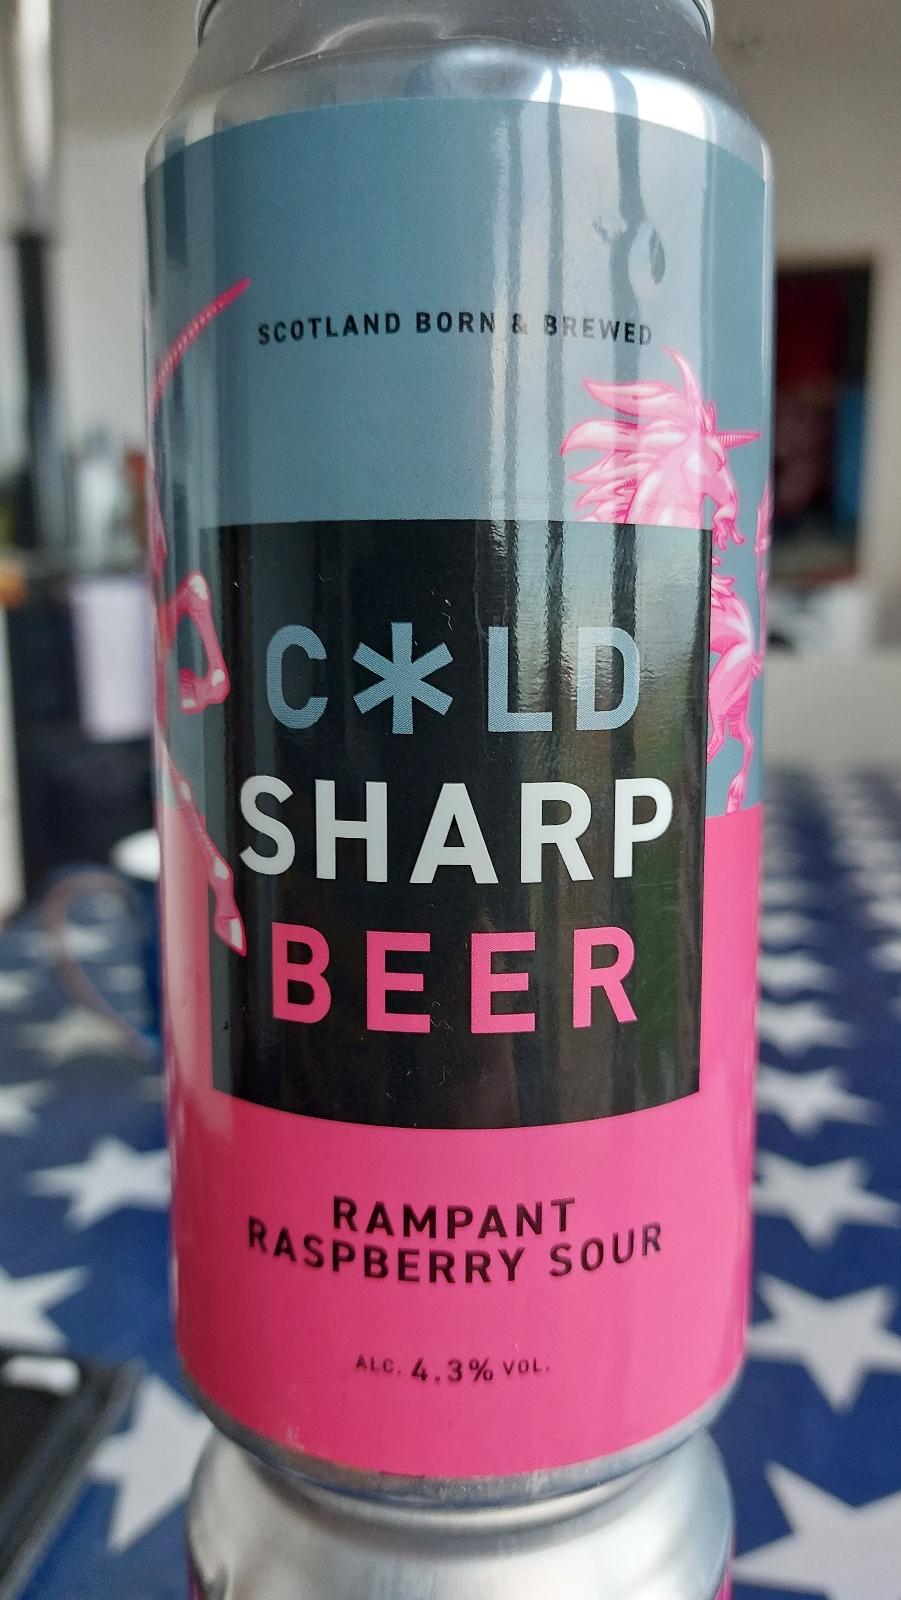 SCOTLAND BORN & BREWED
C*LD
SHARP
BEER
RAMPANT
RASPBERRY SOUR
ALC. 4.3% VOL.